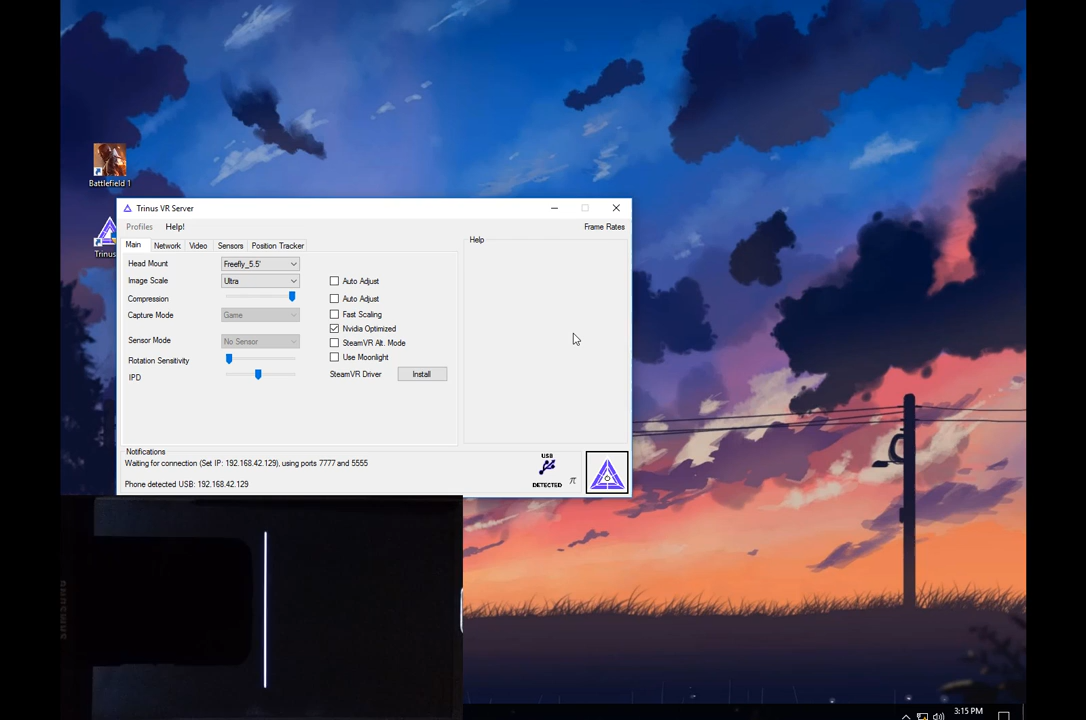 Battlefield 1
Trinus
Trinus VR Server
Profiles
Help!
Frame Rates
Main
Network
Video
Sensors
Position Tracker
Help
Head Mount
Freefly_5.5'
Image Scale
Ultra
Auto Adjust
Compression
Auto Adjust
Capture Mode
Game
Fast Scaling
Nvidia Optimized
Sensor Mode
No Sensor
SteamVR Alt. Mode
Rotation Sensitivity
Use Moonlight
IPD
SteamVR Driver
Install
Notifications
Waiting for connection (Set IP: 192.168.42.129), using ports 7777 and 5555
USB
DETECTED
π
Phone detected USB: 192.168.42.129
SAMSUNG
3:15 PM